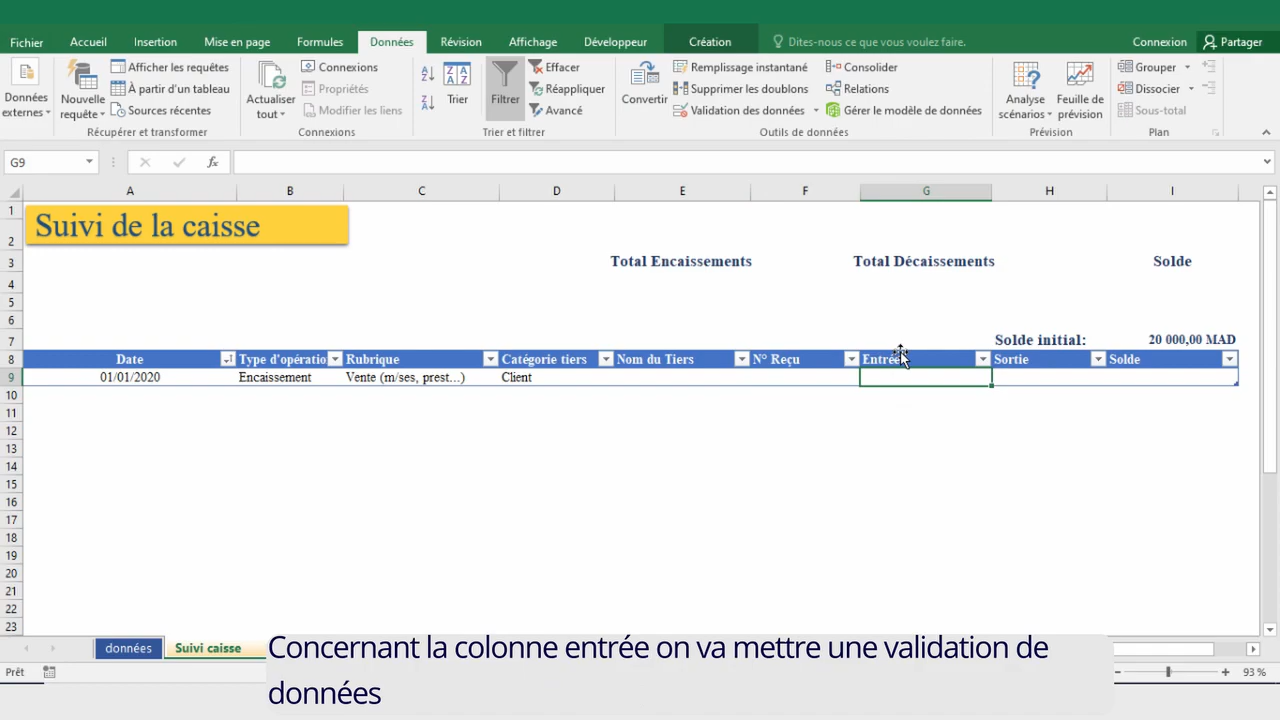 Fichier Accueil Insertion Mise en page Formules Données Révision Affichage Développeur Création Dites-nous ce que vous voulez faire. Connexion Partager
Données externes
Nouvelle requête
Afficher les requêtes
À partir d'un tableau
Sources récentes
Récupérer et transformer
Actualiser tout
Connexions
Propriétés
Modifier les liens
Connexions
Trier
Filtrer
Effacer
Réappliquer
Avancé
Trier et filtrer
Convertir
Remplissage instantané
Supprimer les doublons
Validation des données
Consolider
Relations
Gérer le modèle de données
Outils de données
Analyse scénarios
Feuille de prévision
Prévision
Grouper
Dissocier
Sous-total
Plan
G9 fx
A B C D E F G H I
1
2
3
4
5
6
7
8
9
10
11
12
13
14
15
16
17
18
19
20
21
22
23
Suivi de la caisse
Total Encaissements Total Décaissements Solde
Solde initial: 20 000,00 MAD
Date Type d'opératio Rubrique Catégorie tiers Nom du Tiers N° Reçu Entrée Sortie Solde
01/01/2020 Encaissement Vente (m/ses, prest...) Client
données Suivi caisse
Prêt 93 %
Concernant la colonne entrée on va mettre une validation de
données